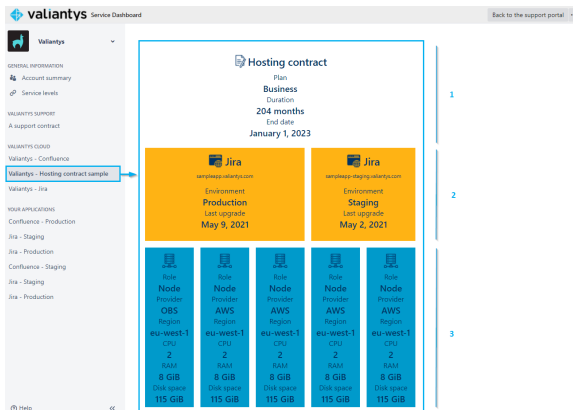 valiantys Service Dashboard
Back to the support portal
Valiantys
GENERAL INFORMATION
Account summary
Service levels
VALIANTYS SUPPORT
A support contract
VALIANTYS CLOUD
Valiantys - Confluence
Valiantys - Hosting contract sample
Valiantys - Jira
YOUR APPLICATIONS
Confluence - Production
Jira - Staging
Jira - Production
Confluence - Staging
Jira - Staging
Jira - Production
Help
Hosting contract
Plan
Business
Duration
204 months
End date
January 1, 2023
1
Jira
sampleapp.valiantys.com
Environment
Production
Last upgrade
May 9, 2021
Jira
sampleapp-staging.valiantys.com
Environment
Staging
Last upgrade
May 2, 2021
2
Role Role Role Role Role
Node Node Node Node Node
Provider Provider Provider Provider Provider
OBS AWS AWS AWS AWS
Region Region Region Region Region
eu-west-1 eu-west-1 eu-west-1 eu-west-1 eu-west-1
CPU CPU CPU CPU CPU
2 2 2 2 2
RAM RAM RAM RAM RAM
8 GiB 8 GiB 8 GiB 8 GiB 8 GiB
Disk space Disk space Disk space Disk space Disk space
115 GiB 115 GiB 115 GiB 115 GiB 115 GiB
3